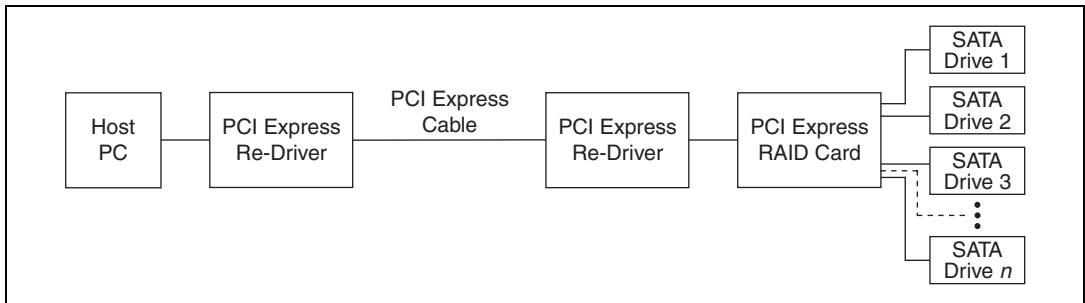 Host
PC
PCI Express
Re-Driver
PCI Express
Cable
PCI Express
Re-Driver
PCI Express
RAID Card
SATA
Drive 1
SATA
Drive 2
SATA
Drive 3
SATA
Drive n